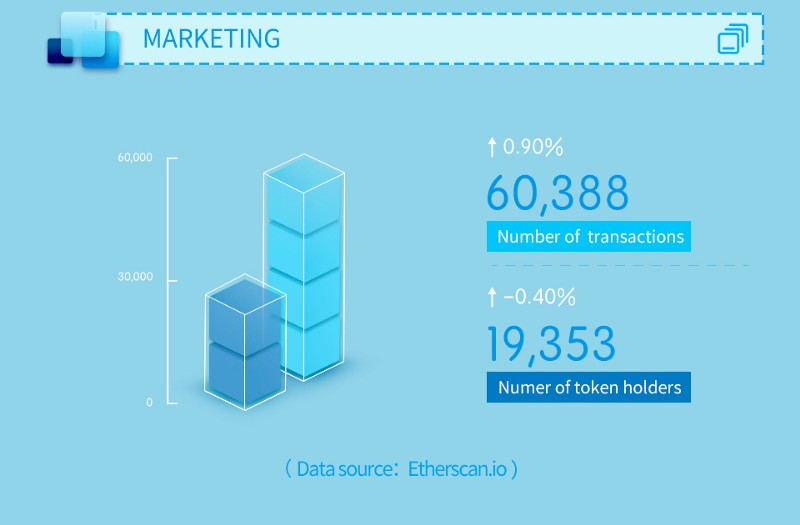 MARKETING
60,000
30,000
0
↑ 0.90%
60,388
Number of transactions
↑ -0.40%
19,353
Numer of token holders
( Data source: Etherscan.io )